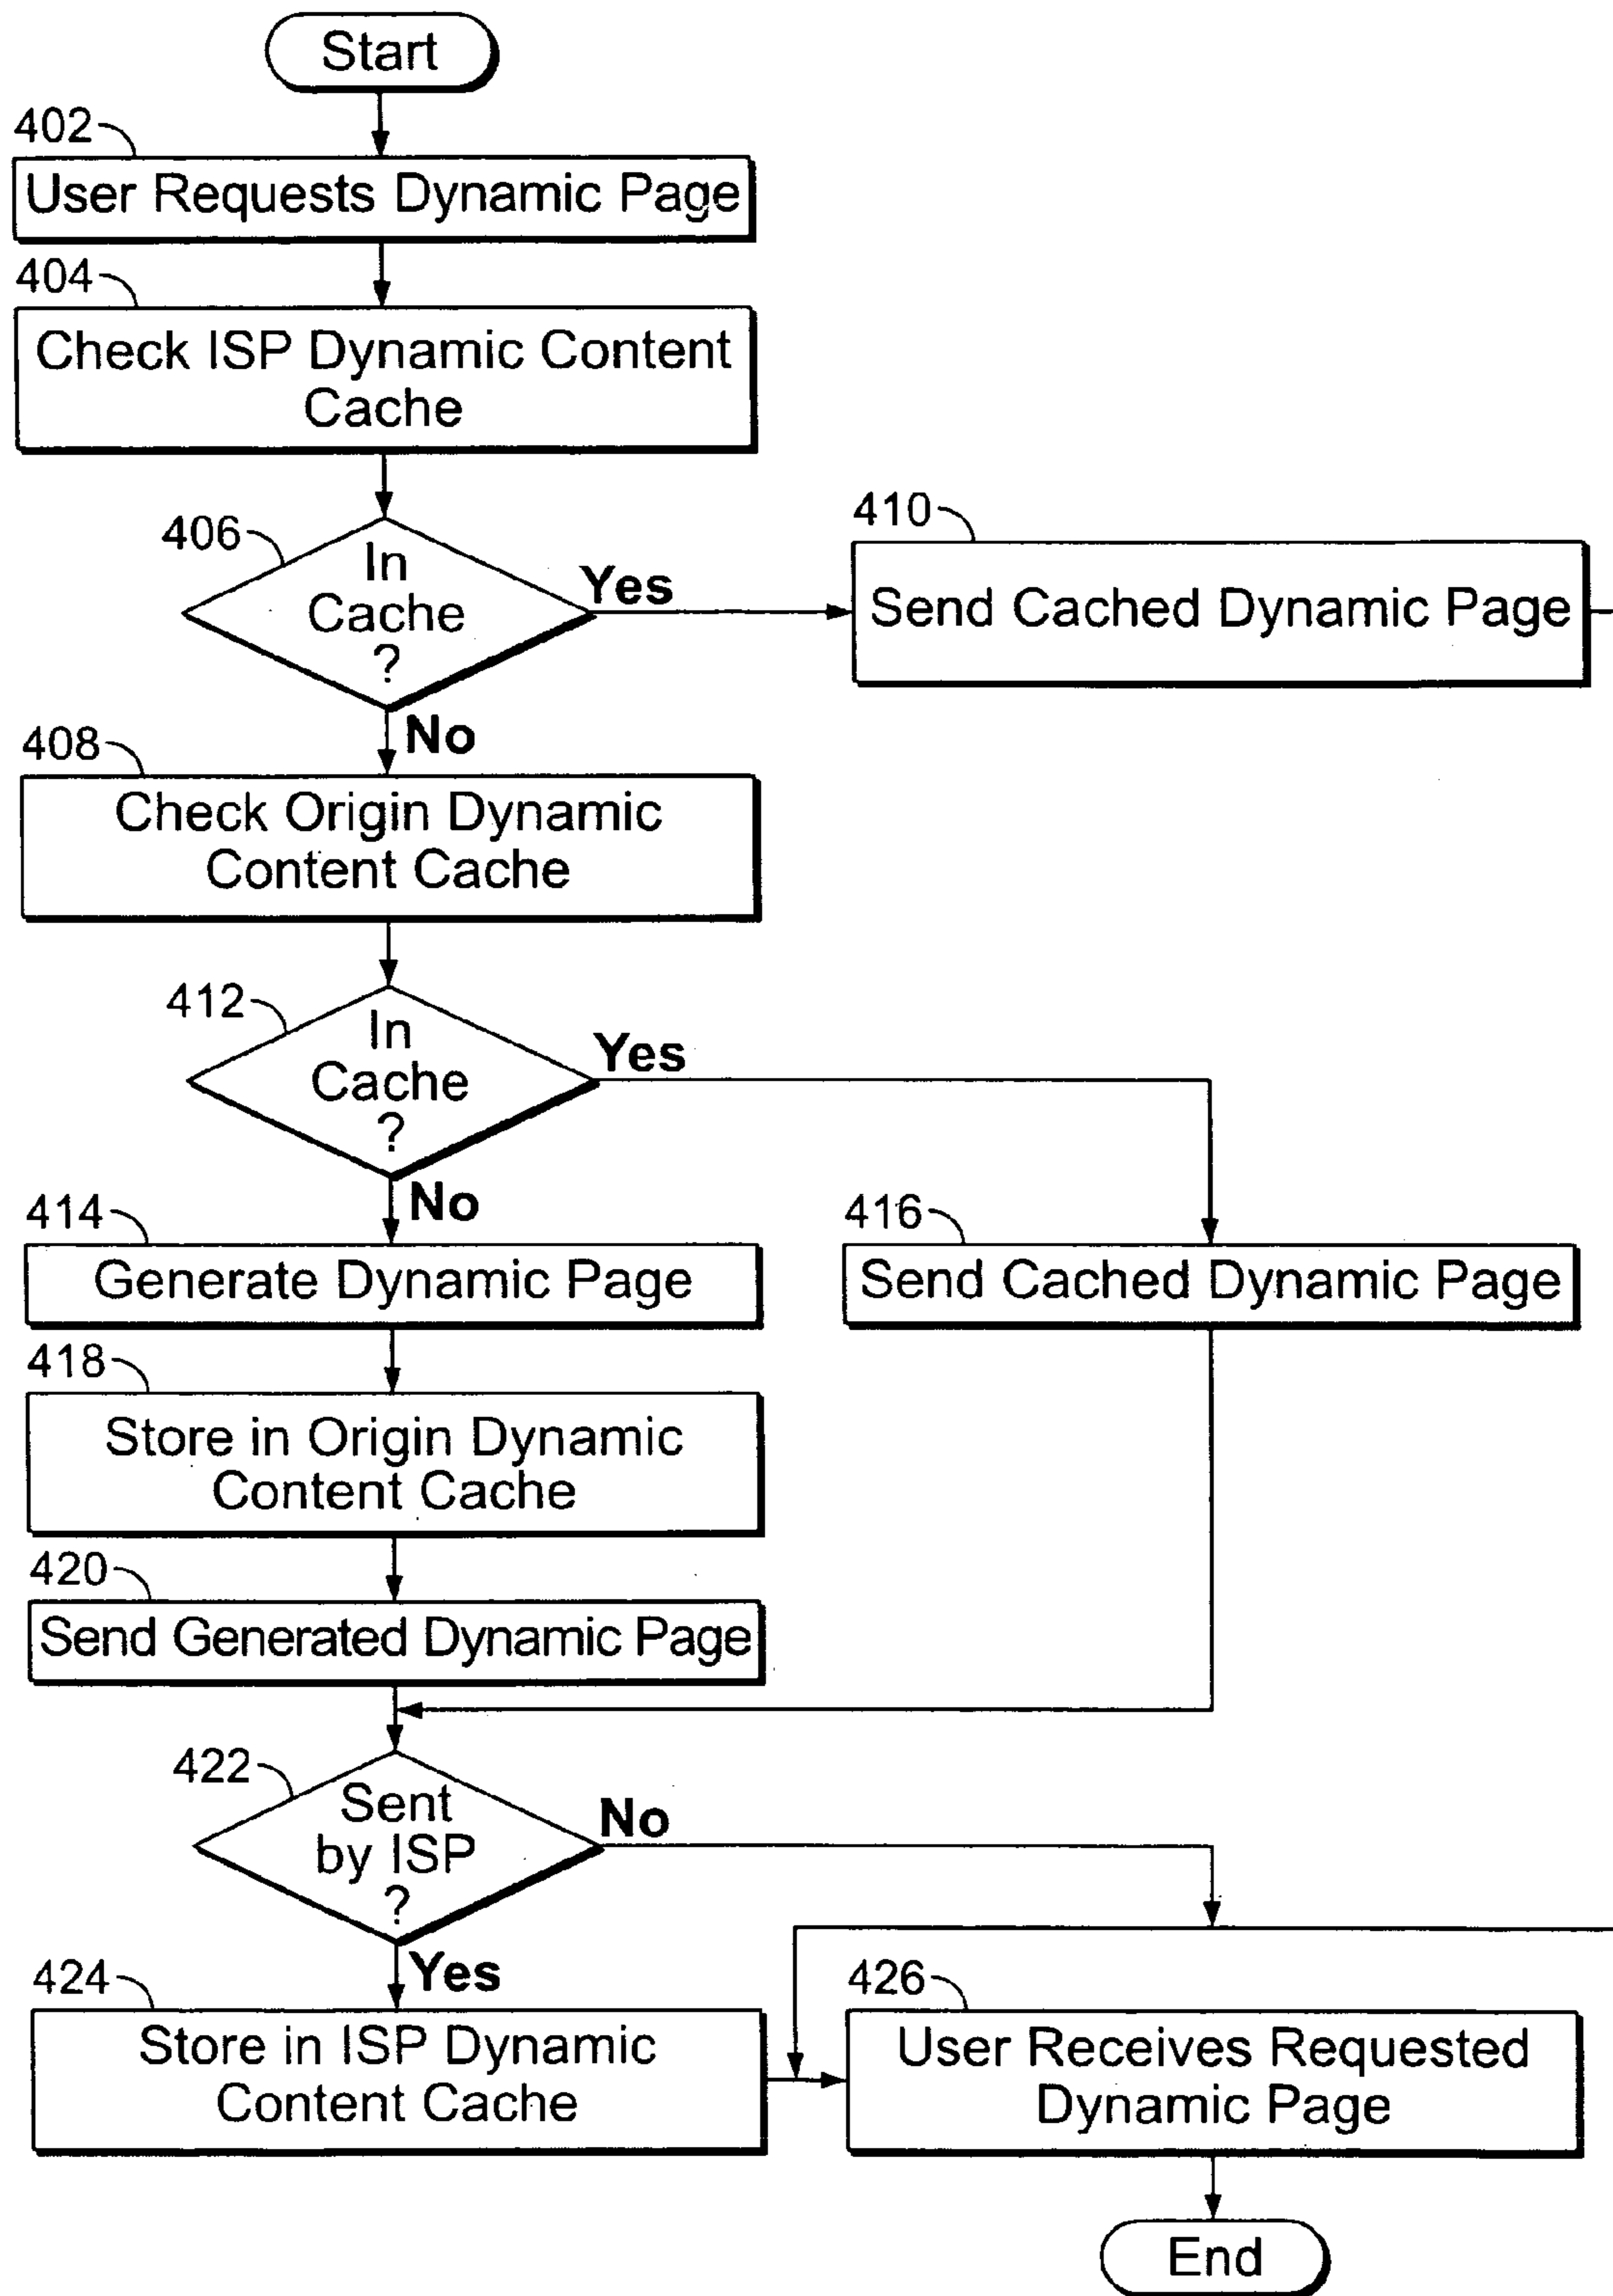 Start
402
User Requests Dynamic Page
404
Check ISP Dynamic Content
Cache
406
In
Cache
?
Yes
410
Send Cached Dynamic Page
No
408
Check Origin Dynamic
Content Cache
412
In
Cache
?
Yes
No
414
Generate Dynamic Page
416
Send Cached Dynamic Page
418
Store in Origin Dynamic
Content Cache
420
Send Generated Dynamic Page
422
Sent
by ISP
?
No
Yes
424
Store in ISP Dynamic
Content Cache
426
User Receives Requested
Dynamic Page
End